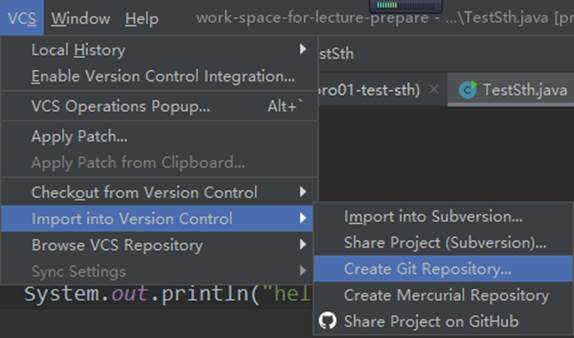 VCS Window Help work-space-for-lecture-prepare - ...\TestSth.java [pr
Local History
stSth
Enable Version Control Integration...
VCS Operations Popup... Alt+`
oro01-test-sth) × TestSth.java
Apply Patch...
Apply Patch from Clipboard...
Checkout from Version Control
Import into Version Control
Import into Subversion...
Browse VCS Repository
Share Project (Subversion)...
Sync Settings
Create Git Repository...
System.out.println("hel
Create Mercurial Repository
Share Project on GitHub